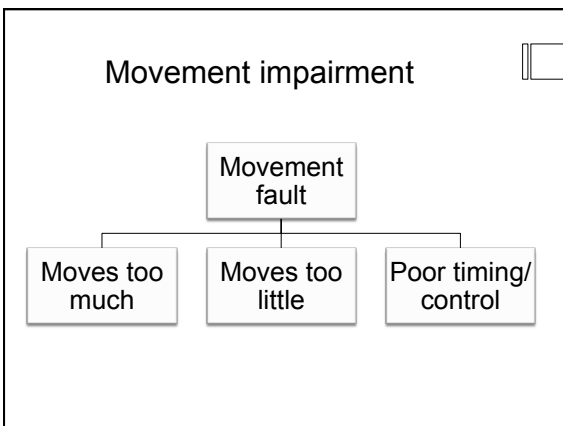 Movement impairment
Movement
fault
Moves too
much
Moves too
little
Poor timing/
control